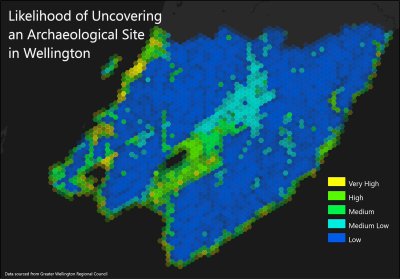 Likelihood of Uncovering
an Archaeological Site
in Wellington
Very High
High
Medium
Medium Low
Low
Data sourced from Greater Wellington Regional Council